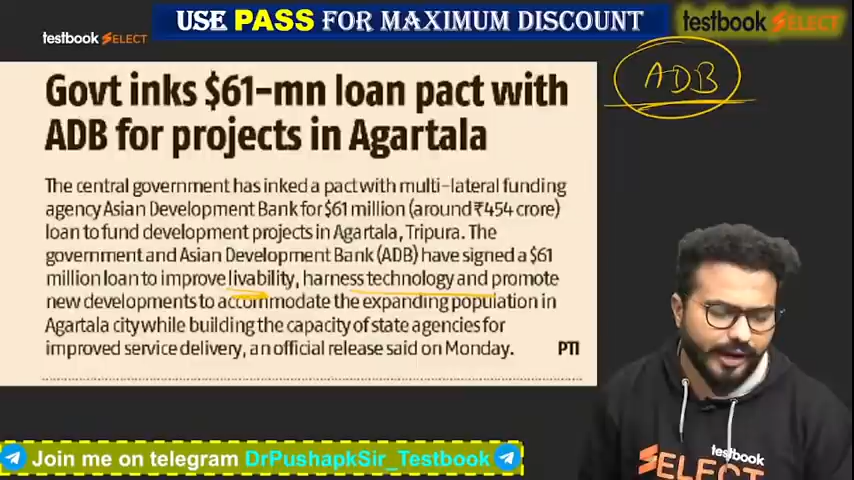 USE PASS FOR MAXIMUM DISCOUNT
testbook SELECT
testbook SELECT
ADB
Govt inks $61-mn loan pact with
ADB for projects in Agartala
The central government has inked a pact with multi-lateral funding
agency Asian Development Bank for $61 million (around ₹454 crore)
loan to fund development projects in Agartala, Tripura. The
government and Asian Development Bank (ADB) have signed a $61
million loan to improve livability, harness technology and promote
new developments to accommodate the expanding population in
Agartala city while building the capacity of state agencies for
improved service delivery, an official release said on Monday. PTI
testbook
SELECT
Join me on telegram DrPushapkSir_Testbook